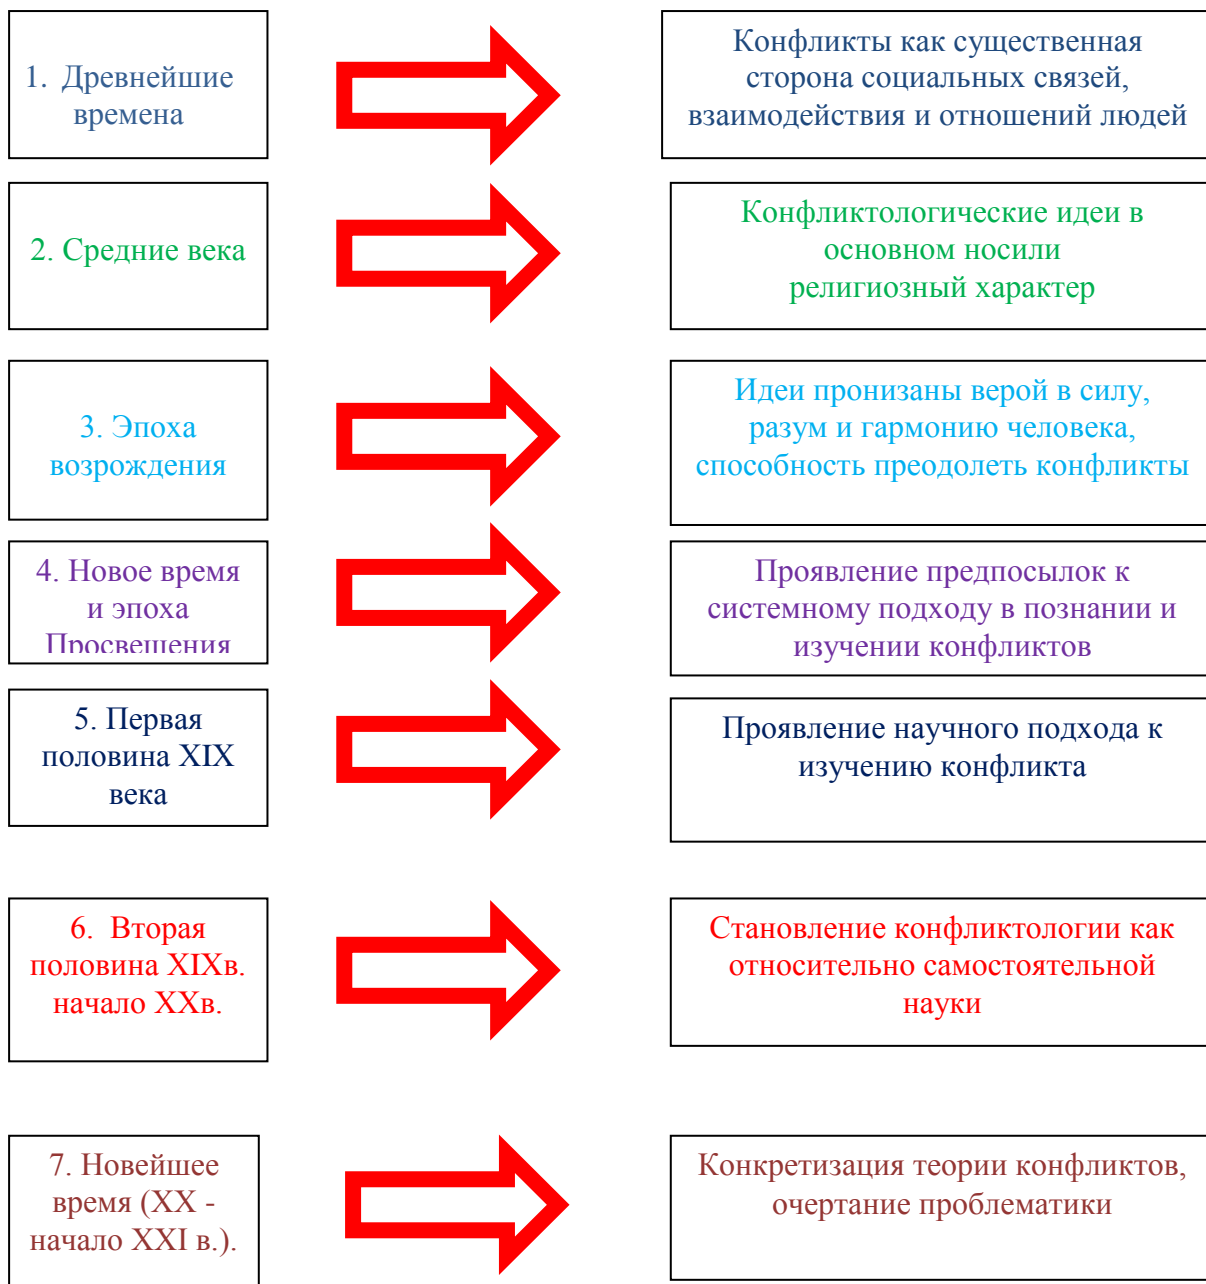 1. Древнейшие
времена
Конфликты как существенная
сторона социальных связей,
взаимодействия и отношений людей
2. Средние века
Конфликтологические идеи в
основном носили
религиозный характер
3. Эпоха
возрождения
Идеи пронизаны верой в силу,
разум и гармонию человека,
способность преодолеть конфликты
4. Новое время
и эпоха
Просвещения
Проявление предпосылок к
системному подходу в познании и
изучении конфликтов
5. Первая
половина XIX
века
Проявление научного подхода к
изучению конфликта
6. Вторая
половина XIXв.
начало XXв.
Становление конфликтологии как
относительно самостоятельной
науки
7. Новейшее
время (XX -
начало XXI в.).
Конкретизация теории конфликтов,
очертание проблематики